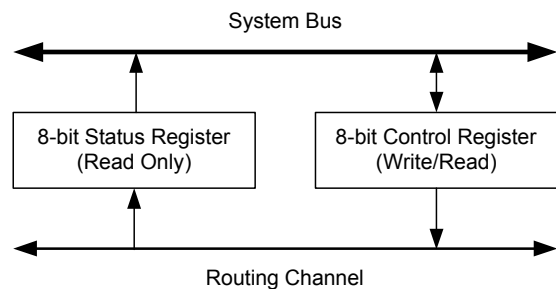 System Bus
8-bit Status Register
(Read Only)
8-bit Control Register
(Write/Read)
Routing Channel